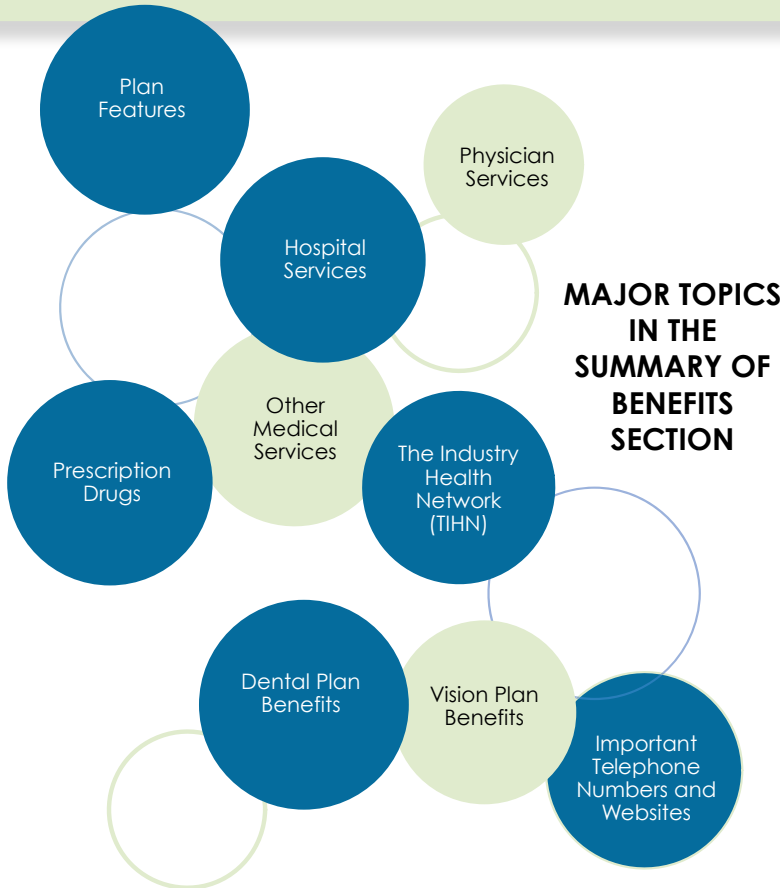 Plan
Features
Physician
Services
Hospital
Services
MAJOR TOPICS
IN THE
SUMMARY OF
BENEFITS
SECTION
Other
Medical
Services
Prescription
Drugs
The Industry
Health
Network
(TIHN)
Dental Plan
Benefits
Vision Plan
Benefits
Important
Telephone
Numbers and
Websites